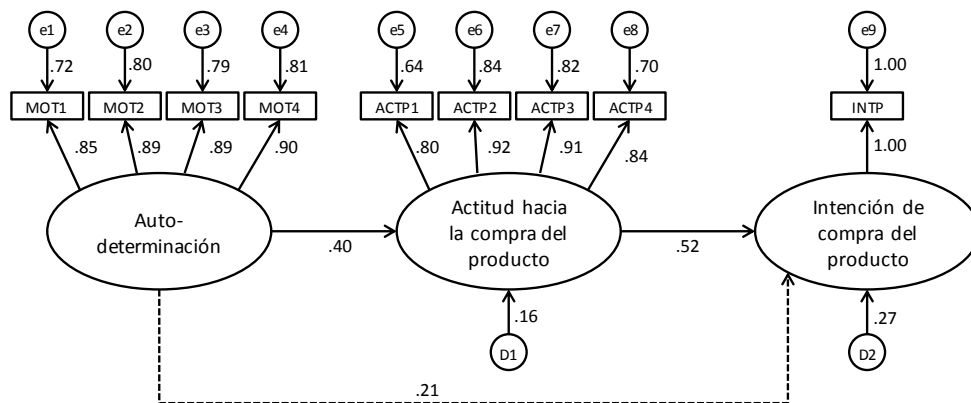 e1 e2 e3 e4 e5 e6 e7 e8 e9
.72 .80 .79 .81 .64 .84 .82 .70 1.00
MOT1 MOT2 MOT3 MOT4 ACTP1 ACTP2 ACTP3 ACTP4 INTP
.85 .89 .89 .90 .80 .92 .91 .84 1.00
Auto-
determinación
.40
Actitud hacia
la compra del
producto
.52
Intención de
compra del
producto
.16
.27
D1
D2
.21